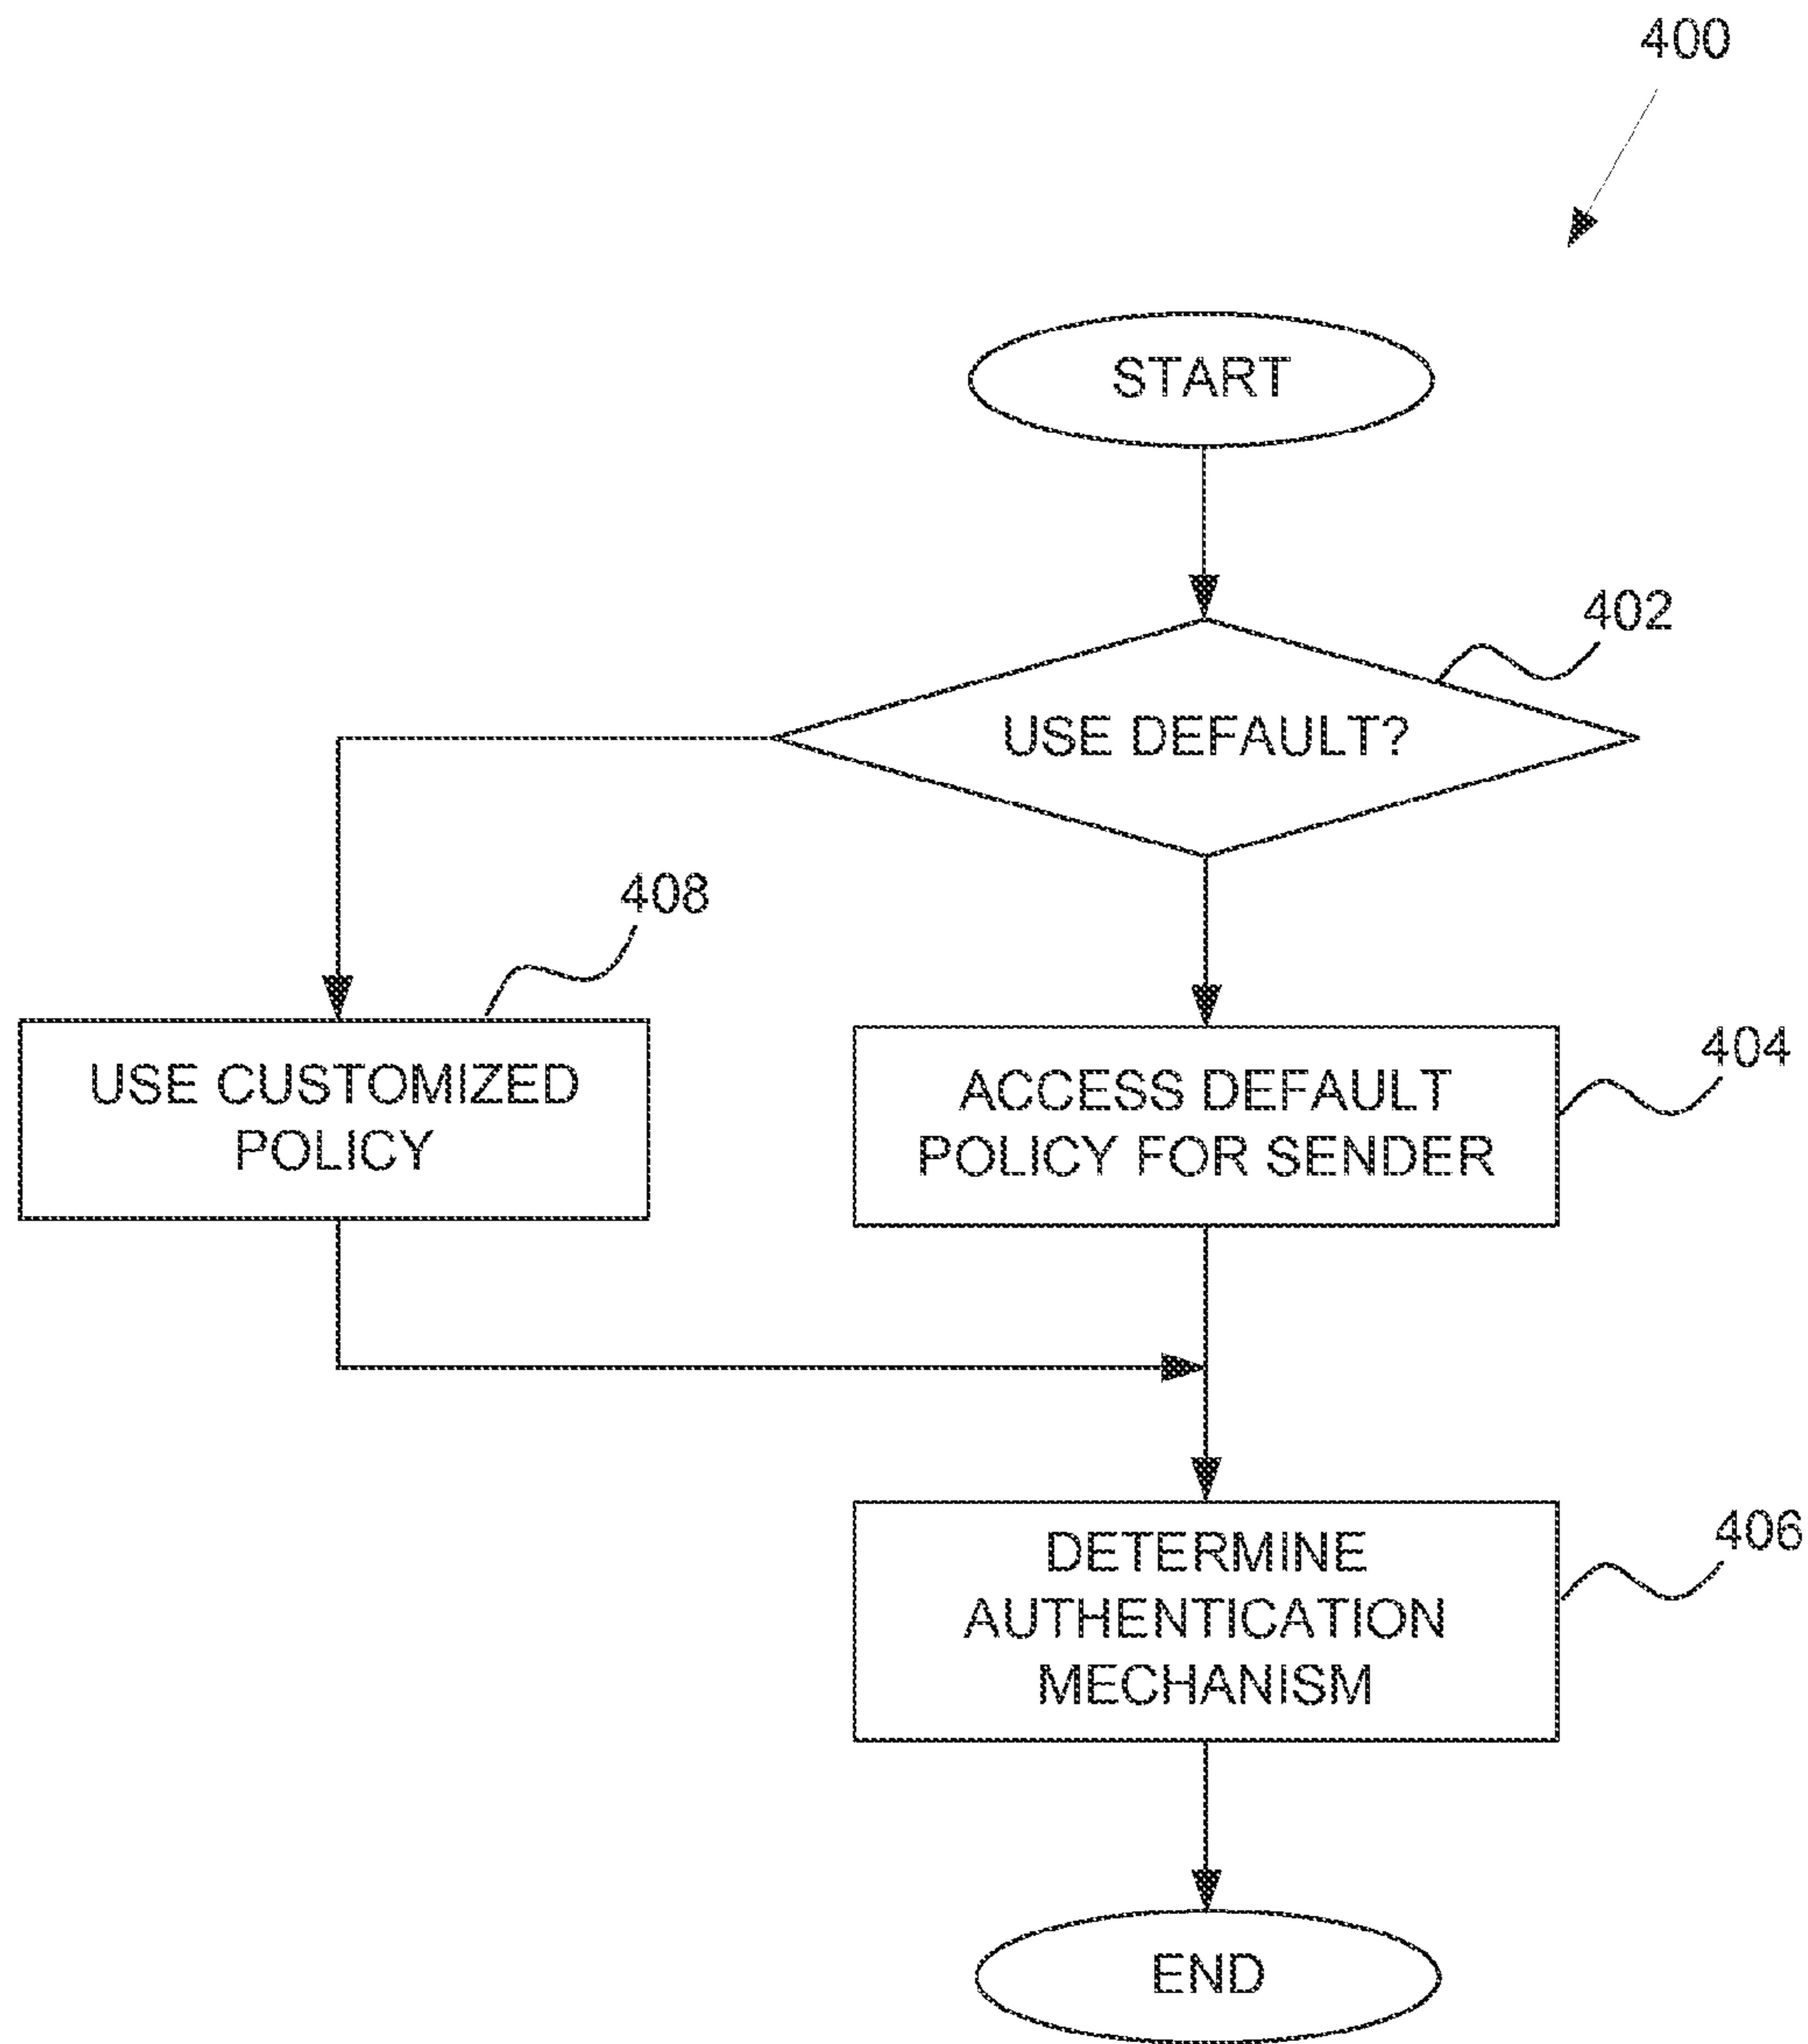 400
START
402
USE DEFAULT?
408
USE CUSTOMIZED
POLICY
404
ACCESS DEFAULT
POLICY FOR SENDER
406
DETERMINE
AUTHENTICATION
MECHANISM
END